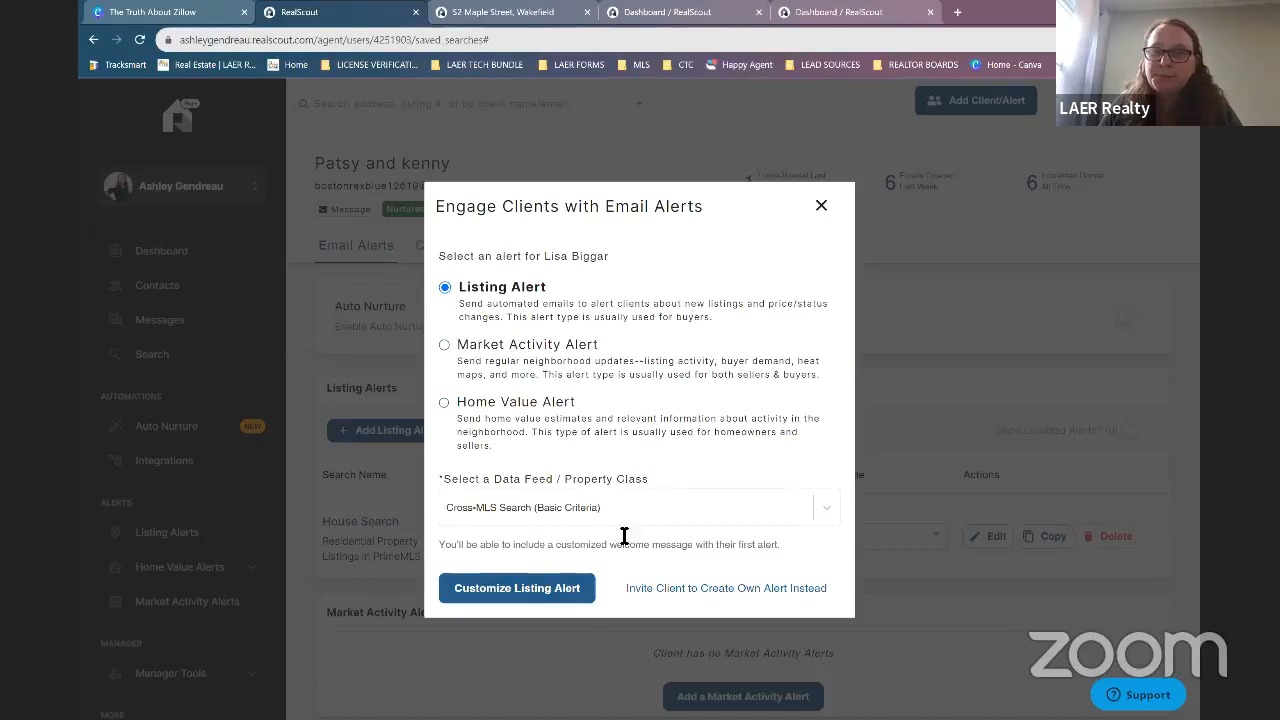 The Truth About Zillow
RealScout
52 Maple Street, Wakefield
Dashboard / RealScout
Dashboard / RealScout
ashleygendreau.realscout.com/agent/users/4251903/saved_searches#
Tracksmart
Real Estate | LAER R...
Home
LICENSE VERIFICATI...
LAER TECH BUNDLE
LAER FORMS
MLS
CTC
Happy Agent
LEAD SOURCES
REALTOR BOARDS
Home - Canva
LAER Realty
Search address, listing #, or by client name/email
Add Client/Alert
Ashley Gendreau
Dashboard
Contacts
Messages
Search
AUTOMATIONS
Auto Nurture
NEW
Integrations
ALERTS
Listing Alerts
Home Value Alerts
Market Activity Alerts
MANAGER
Manager Tools
MORE
Patsy and kenny
Message
Nurtured
6 Emails Opened
Last Week
6
All Time
Email Alerts
Auto Nurture
Enable Auto Nurtu
Listing Alerts
+ Add Listing Al
Show Disabled Alerts? (0)
Search Name
Actions
House Search
Residential Property
Listings in PrimeMLS
Edit
Copy
Delete
Market Activity Al
Client has no Market Activity Alerts
Add a Market Activity Alert
Engage Clients with Email Alerts
Select an alert for Lisa Biggar
Listing Alert
Send automated emails to alert clients about new listings and price/status
changes. This alert type is usually used for buyers.
Market Activity Alert
Send regular neighborhood updates--listing activity, buyer demand, heat
maps, and more. This alert type is usually used for both sellers & buyers.
Home Value Alert
Send home value estimates and relevant information about activity in the
neighborhood. This type of alert is usually used for homeowners and
sellers.
*Select a Data Feed / Property Class
Cross-MLS Search (Basic Criteria)
You'll be able to include a customized welcome message with their first alert.
Customize Listing Alert
Invite Client to Create Own Alert Instead
zoom
Support